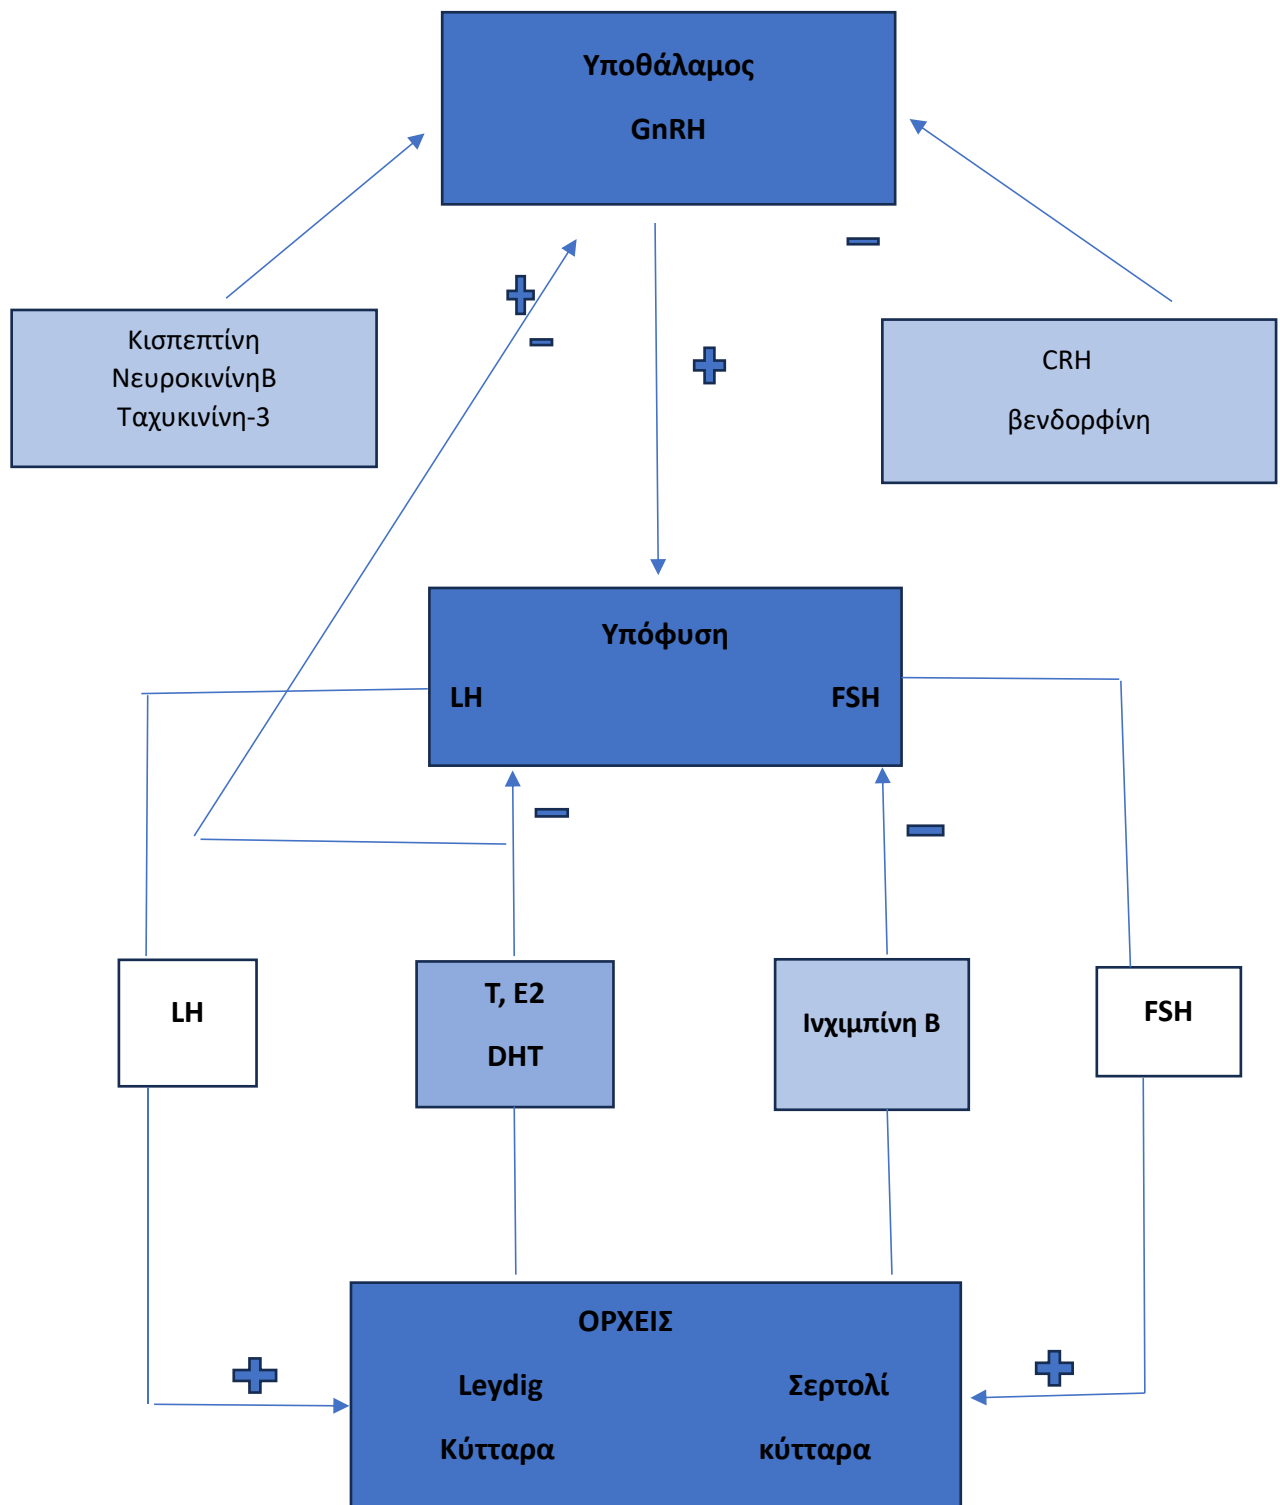 Υποθάλαμος
GnRH
Κισπεπτίνη
ΝευροκινίνηΒ
Ταχυκινίνη-3
CRH
βενδορφίνη
Υπόφυση
LH FSH
LH
Τ, Ε2
DHT
Ινχιμπίνη Β
FSH
ΟΡΧΕΙΣ
Leydig Σερτολί
Κύτταρα κύτταρα